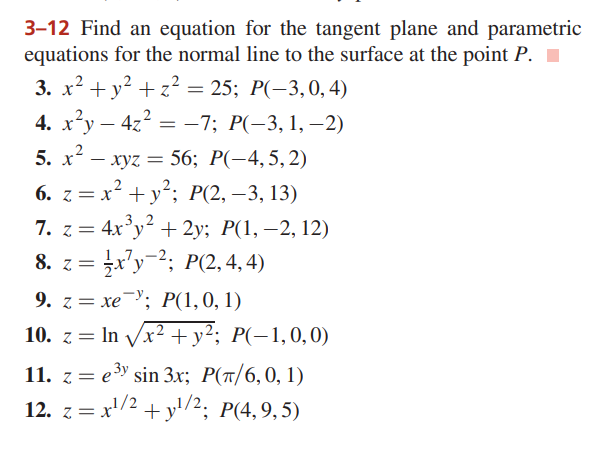 3–12 Find an equation for the tangent plane and parametric
equations for the normal line to the surface at the point P. ■
3. x² + y² + z² = 25; P(−3, 0, 4)
4. x²y − 4z² = −7; P(−3, 1, −2)
5. x² − xyz = 56; P(−4, 5, 2)
6. z = x² + y²; P(2, −3, 13)
7. z = 4x³y² + 2y; P(1, −2, 12)
8. z = ½x⁷y⁻²; P(2, 4, 4)
9. z = xe⁻ʸ; P(1, 0, 1)
10. z = ln √(x² + y²); P(−1, 0, 0)
11. z = e³ʸ sin 3x; P(π/6, 0, 1)
12. z = x¹/² + y¹/²; P(4, 9, 5)